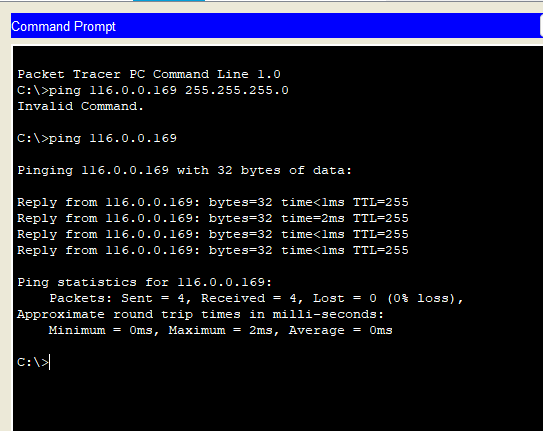 Command Prompt
Packet Tracer PC Command Line 1.0
C:\>ping 116.0.0.169 255.255.255.0
Invalid Command.
C:\>ping 116.0.0.169
Pinging 116.0.0.169 with 32 bytes of data:
Reply from 116.0.0.169: bytes=32 time<1ms TTL=255
Reply from 116.0.0.169: bytes=32 time=2ms TTL=255
Reply from 116.0.0.169: bytes=32 time<1ms TTL=255
Reply from 116.0.0.169: bytes=32 time<1ms TTL=255
Ping statistics for 116.0.0.169:
Packets: Sent = 4, Received = 4, Lost = 0 (0% loss),
Approximate round trip times in milli-seconds:
Minimum = 0ms, Maximum = 2ms, Average = 0ms
C:\>